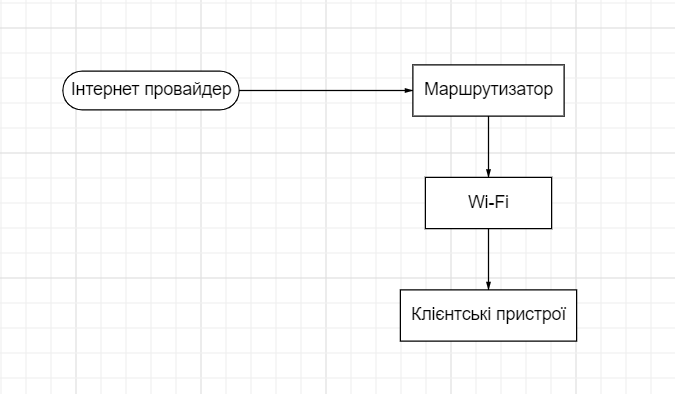 Інтернет провайдер
Маршрутизатор
Wi-Fi
Клієнтські пристрої